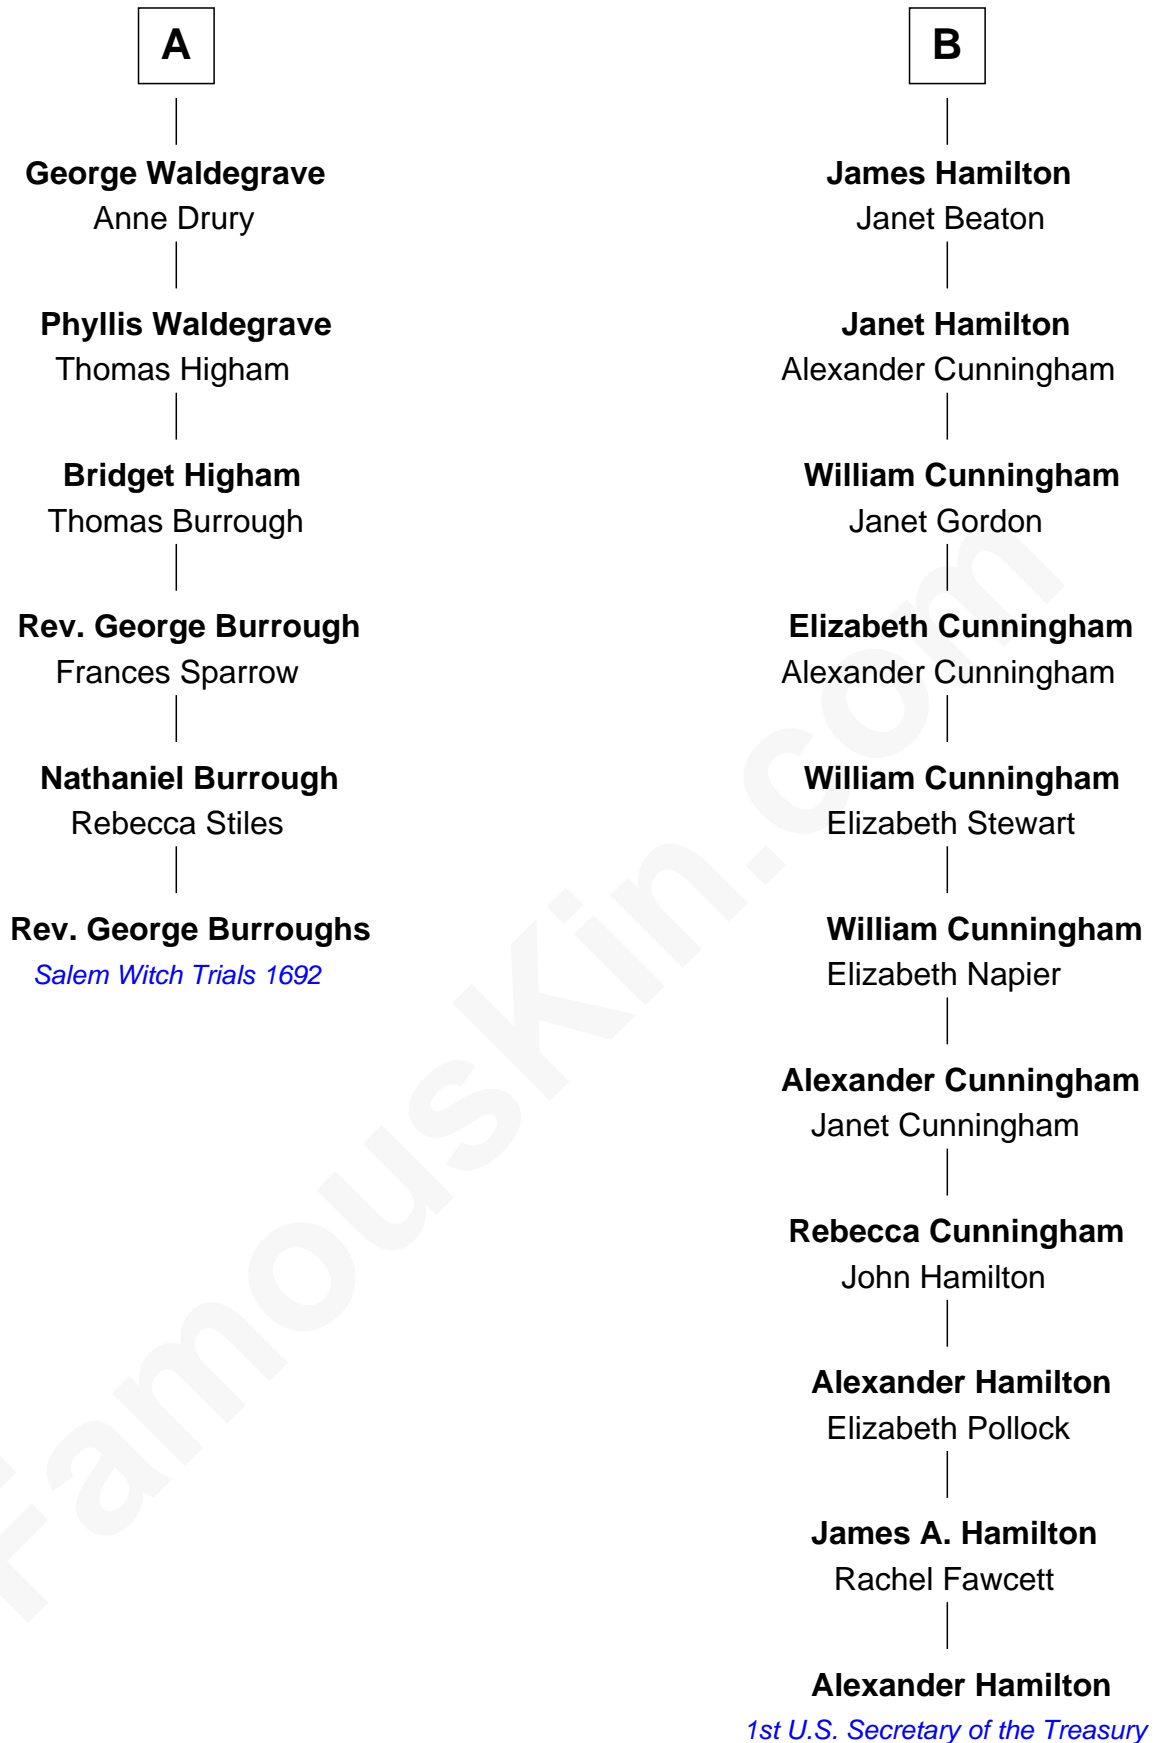 A
George Waldegrave
Anne Drury
Phyllis Waldegrave
Thomas Higham
Bridget Higham
Thomas Burrough
Rev. George Burrough
Frances Sparrow
Nathaniel Burrough
Rebecca Stiles
Rev. George Burroughs
Salem Witch Trials 1692
B
James Hamilton
Janet Beaton
Janet Hamilton
Alexander Cunningham
William Cunningham
Janet Gordon
Elizabeth Cunningham
Alexander Cunningham
William Cunningham
Elizabeth Stewart
William Cunningham
Elizabeth Napier
Alexander Cunningham
Janet Cunningham
Rebecca Cunningham
John Hamilton
Alexander Hamilton
Elizabeth Pollock
James A. Hamilton
Rachel Fawcett
Alexander Hamilton
1st U.S. Secretary of the Treasury
FamousKin.com